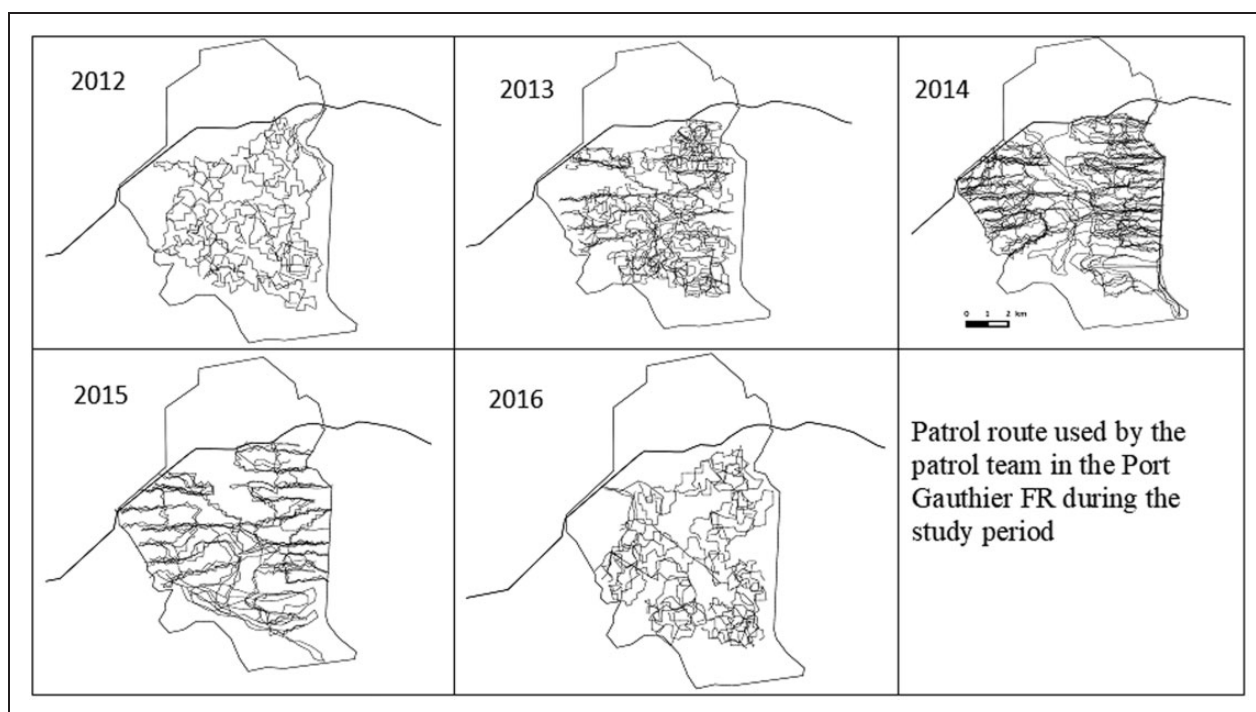 2012
2013
2014
0 1 2 km
2015
2016
Patrol route used by the
patrol team in the Port
Gauthier FR during the
study period